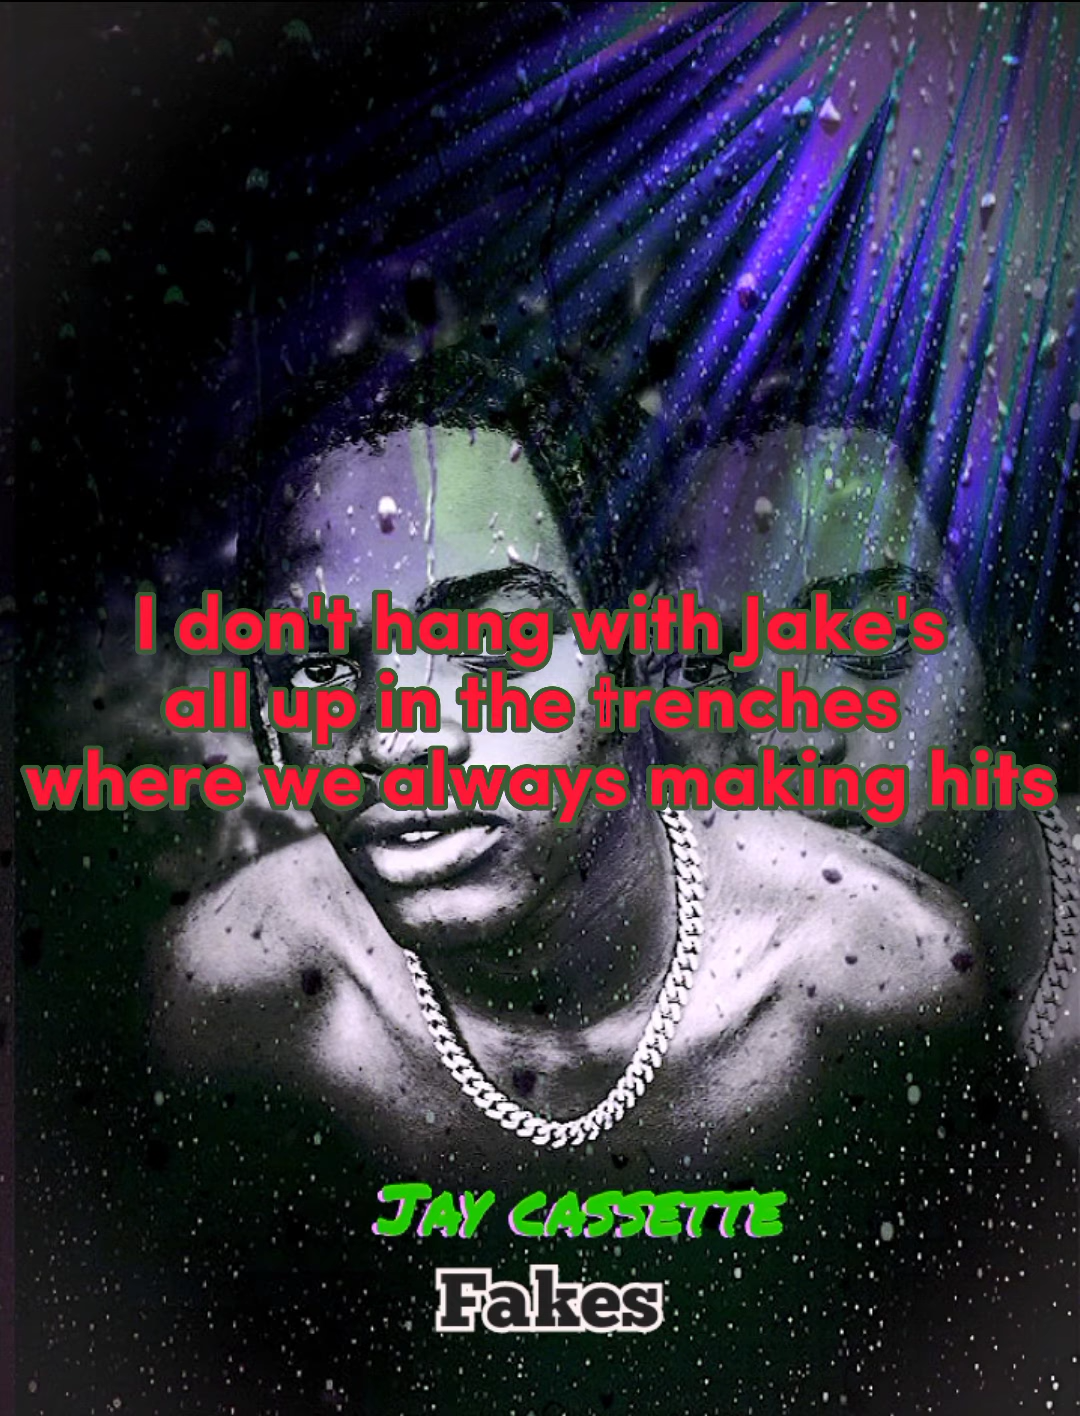 I don't hang with Jake's
all up in the trenches
where we always making hits
Jay cassette
Fakes